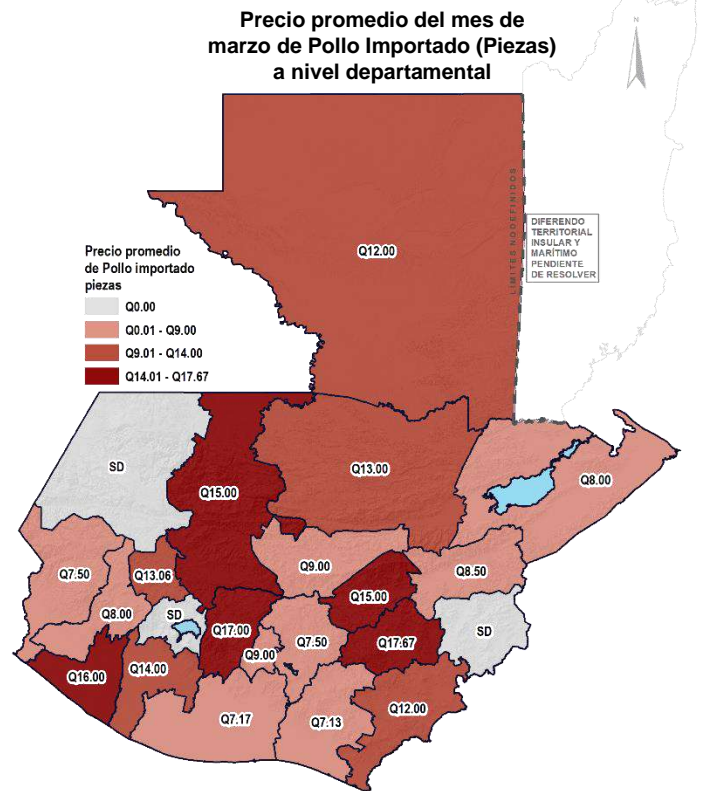 Precio promedio del mes de
marzo de Pollo Importado (Piezas)
a nivel departamental
N
LÍMITES NO DEFINIDOS
DIFERENDO
TERRITORIAL
INSULAR Y
MARÍTIMO
PENDIENTE
DE RESOLVER
Q12.00
Precio promedio
de Pollo importado
piezas
Q0.00
Q0.01 - Q9.00
Q9.01 - Q14.00
Q14.01 - Q17.67
SD
Q15.00
Q13.00
Q8.00
Q7.50
Q13.06
Q9.00
Q8.50
Q8.00
SD
Q15.00
Q17.00
Q9.00
Q7.50
Q17.67
SD
Q16.00
Q14.00
Q7.17
Q7.13
Q12.00